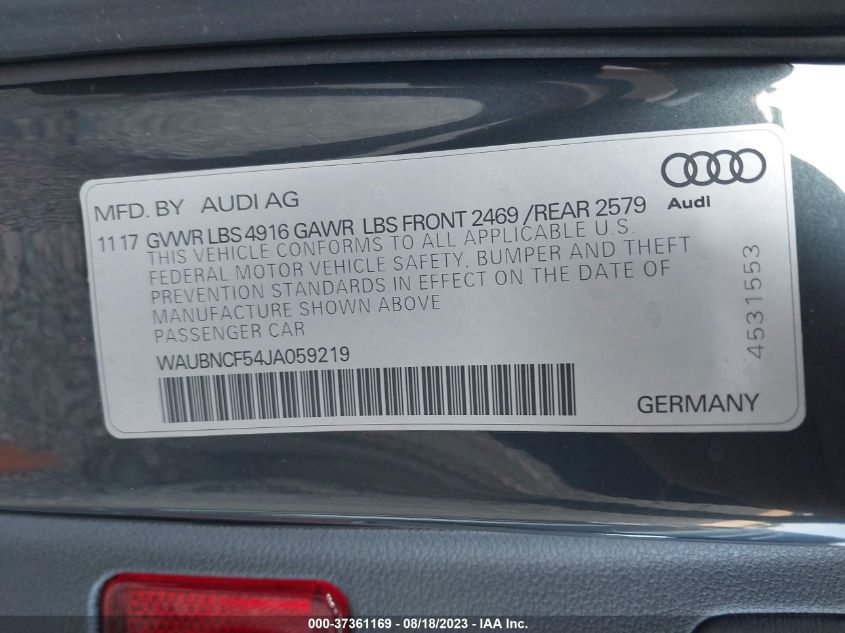 MFD. BY AUDI AG
Audi
11 17 GVWR LBS 4916 GAWR LBS FRONT 2469 /REAR 2579
THIS VEHICLE CONFORMS TO ALL APPLICABLE U.S.
FEDERAL MOTOR VEHICLE SAFETY, BUMPER AND THEFT
PREVENTION STANDARDS IN EFFECT ON THE DATE OF
MANUFACTURE SHOWN ABOVE
PASSENGER CAR
WAUBNCF54JA059219
4531553
GERMANY
000-37361169 - 08/18/2023 - IAA Inc.